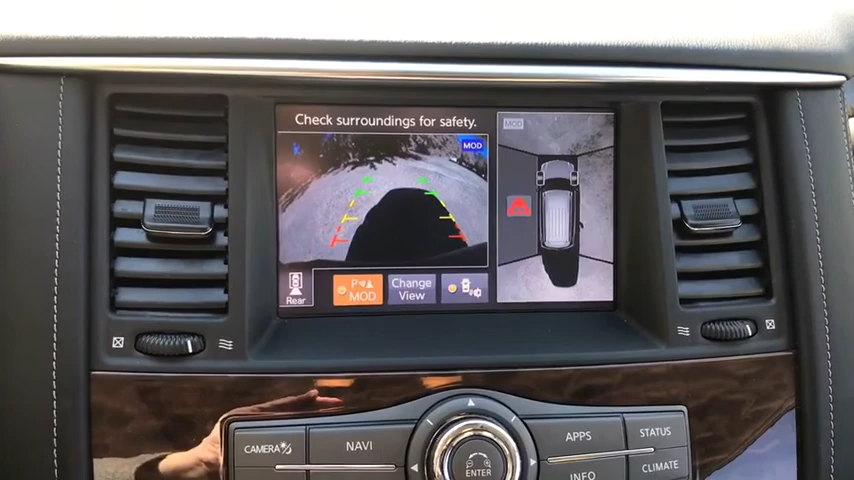 Check surroundings for safety.
MOD
MOD
Rear
P
MOD
Change
View
CAMERA
NAVI
ENTER
APPS
INFO
STATUS
CLIMATE